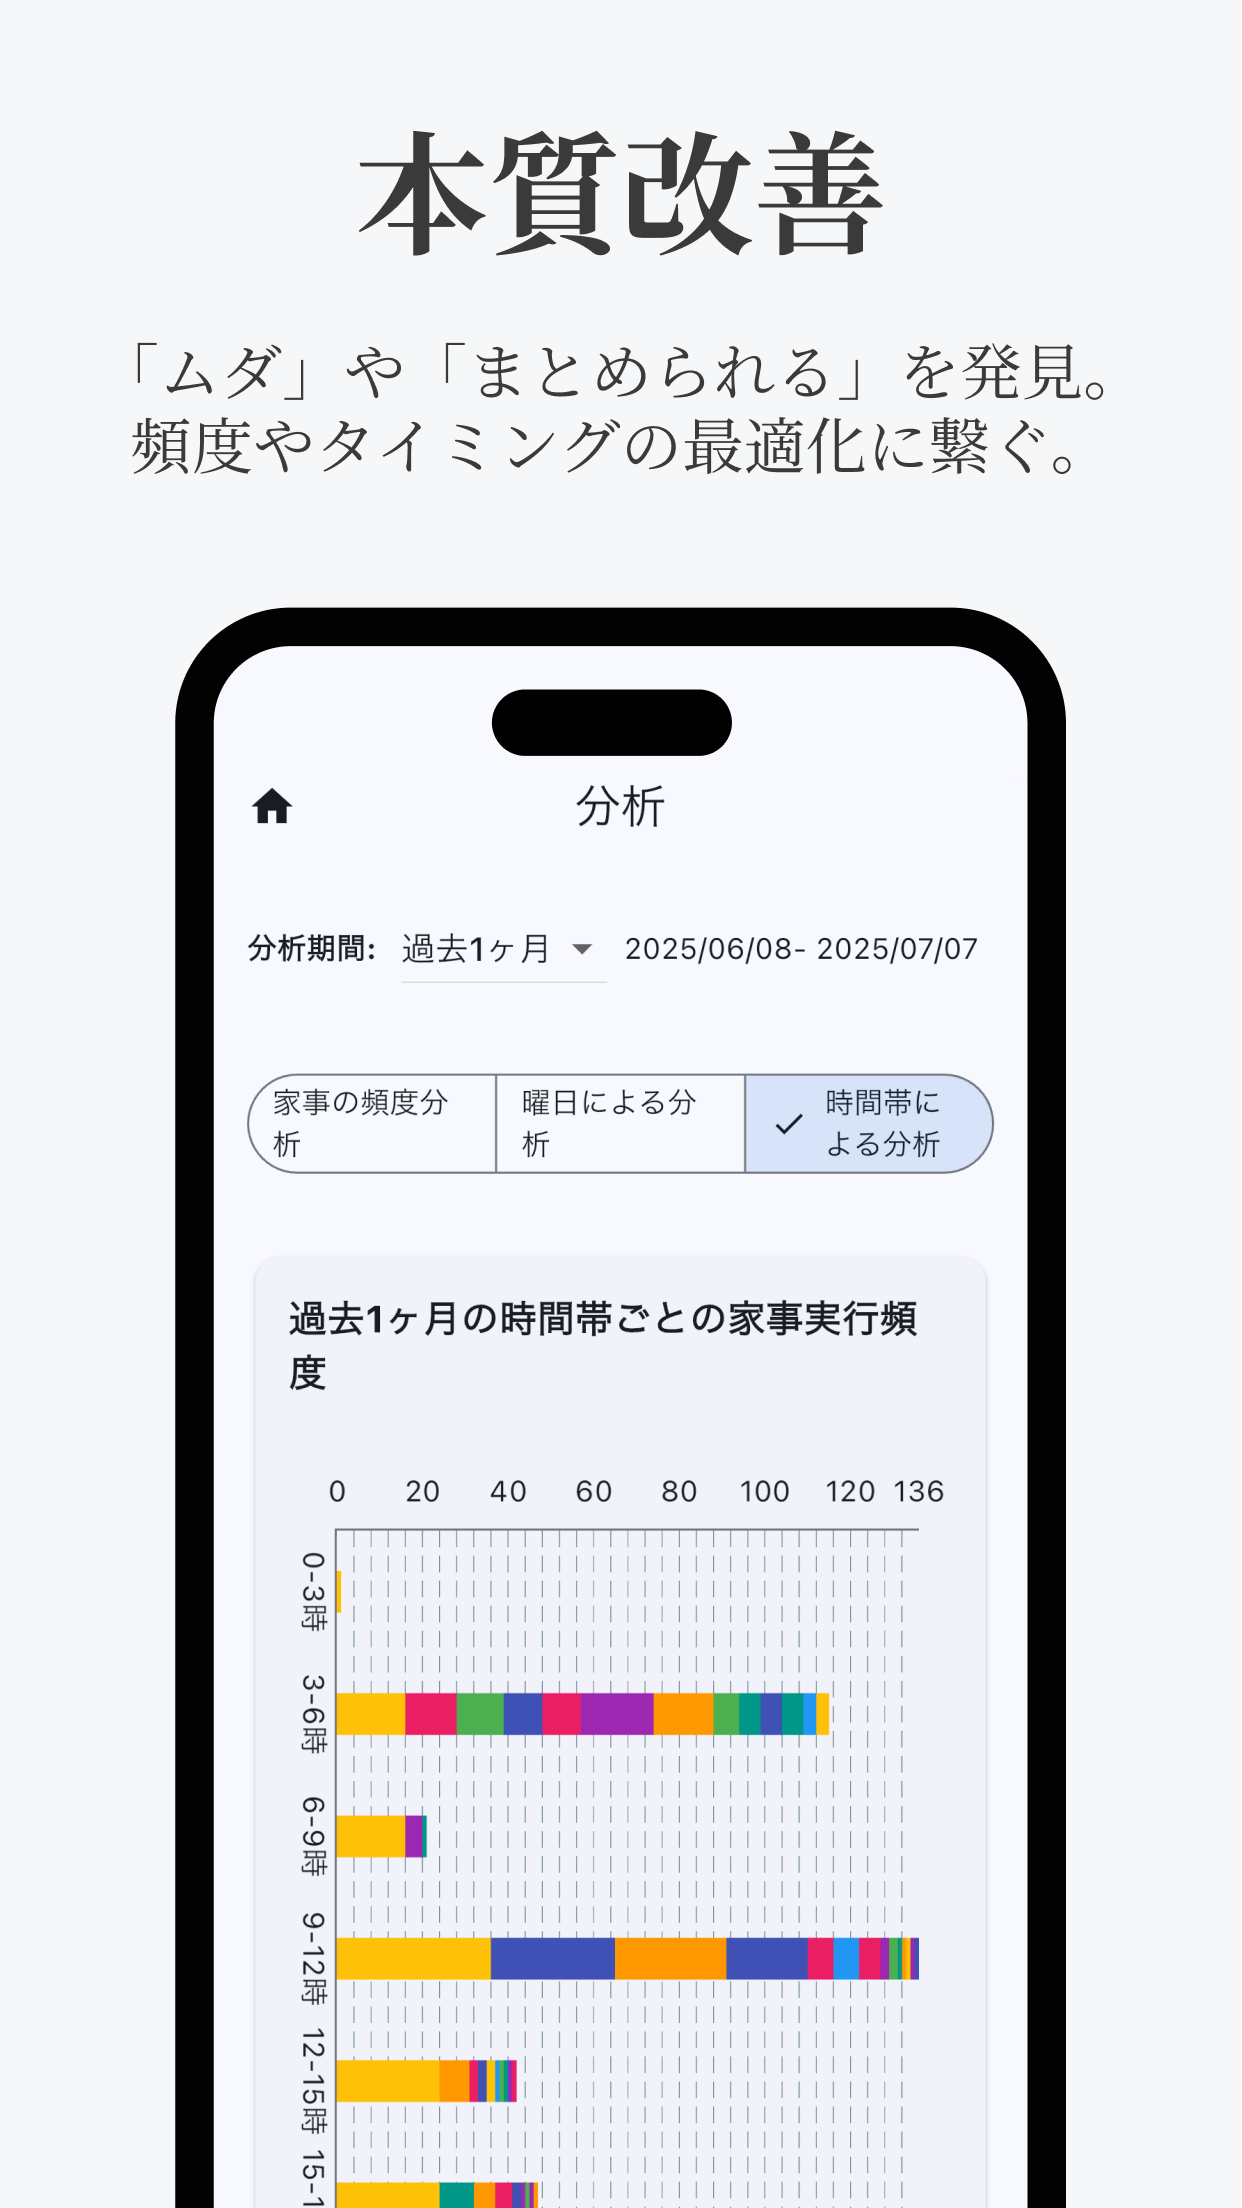 本質改善
「ムダ」や「まとめられる」を発見。
頻度やタイミングの最適化に繋ぐ。
分析
分析期間: 過去1ヶ月 2025/06/08- 2025/07/07
家事の頻度分
析
曜日による分
析
時間帯に
よる分析
過去1ヶ月の時間帯ごとの家事実行頻
度
0 20 40 60 80 100 120 136
0-3時
3-6時
6-9時
9-12時
12-15時
15-1